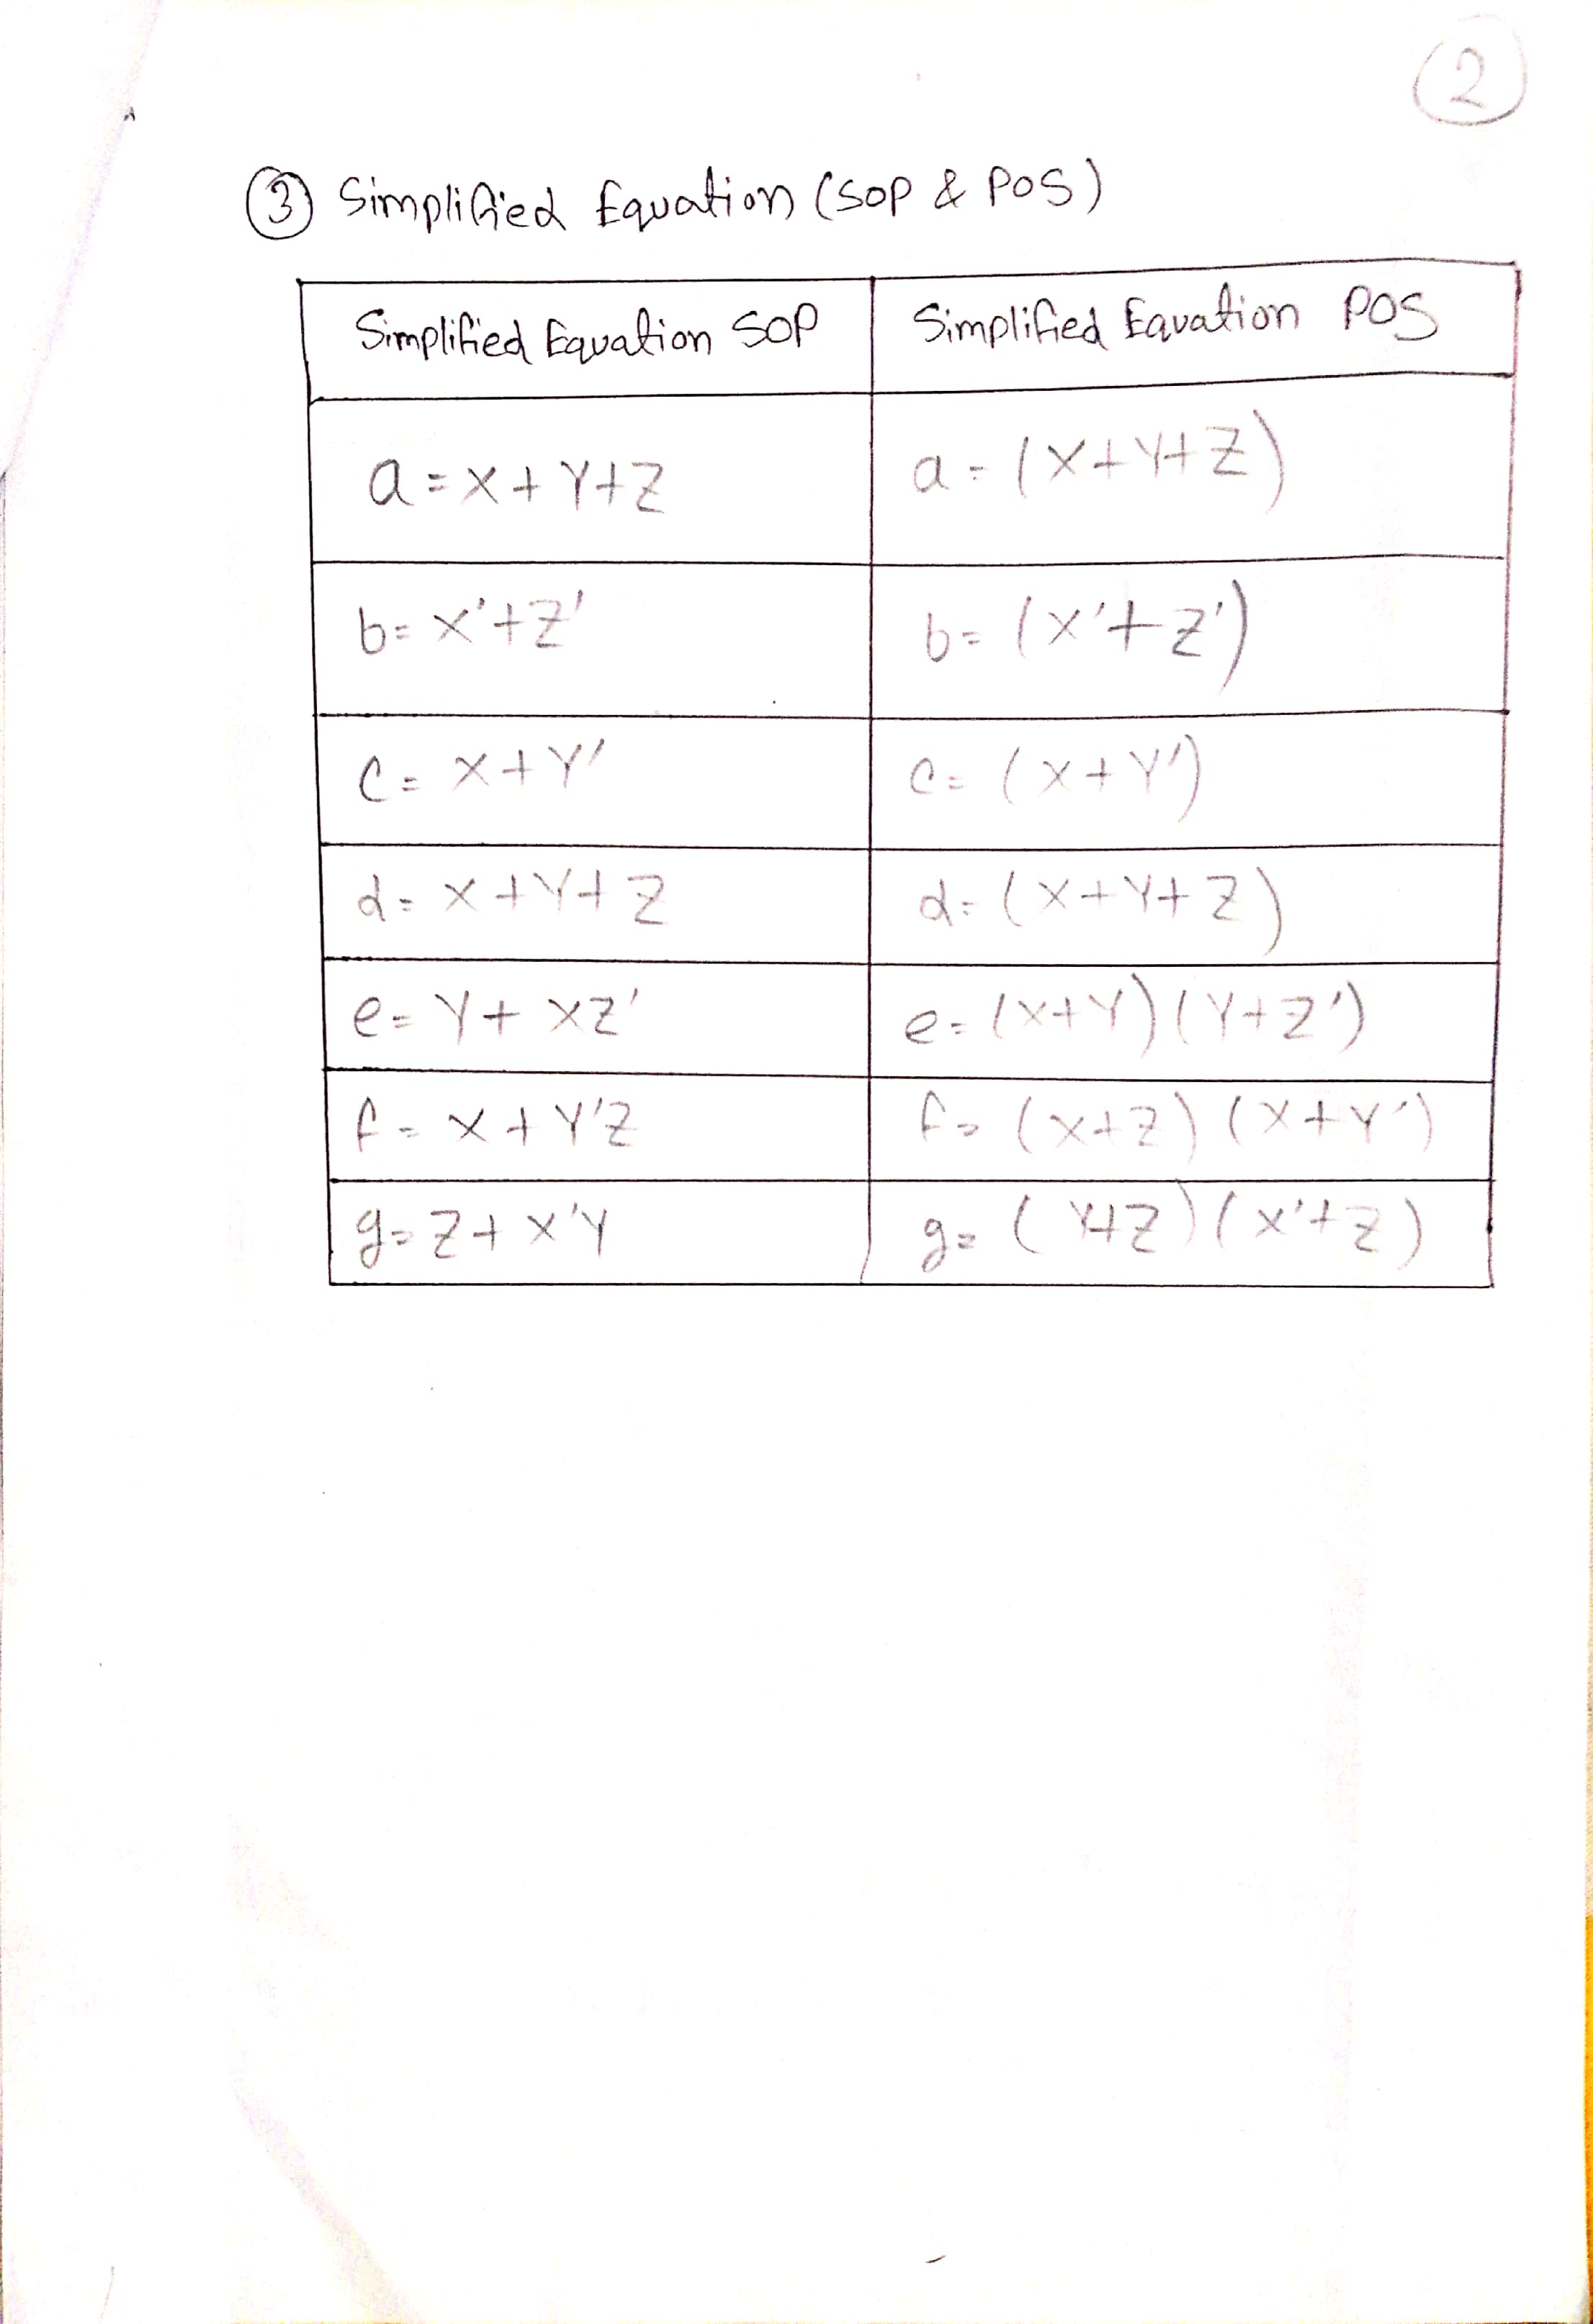 2
3 Simplified Equation (SOP & POS)
Simplified Equation SOP Simplified Equation POS
a = X + Y + Z a = (X + Y + Z)
b = X' + Z' b = (X' + Z')
c = X + Y' c = (X + Y')
d = X + Y + Z d = (X + Y + Z)
e = Y + XZ' e = (X + Y) (Y + Z')
f = X + Y'Z f = (X + Z) (X + Y')
g = Z + X'Y g = (Y + Z) (X' + Z)